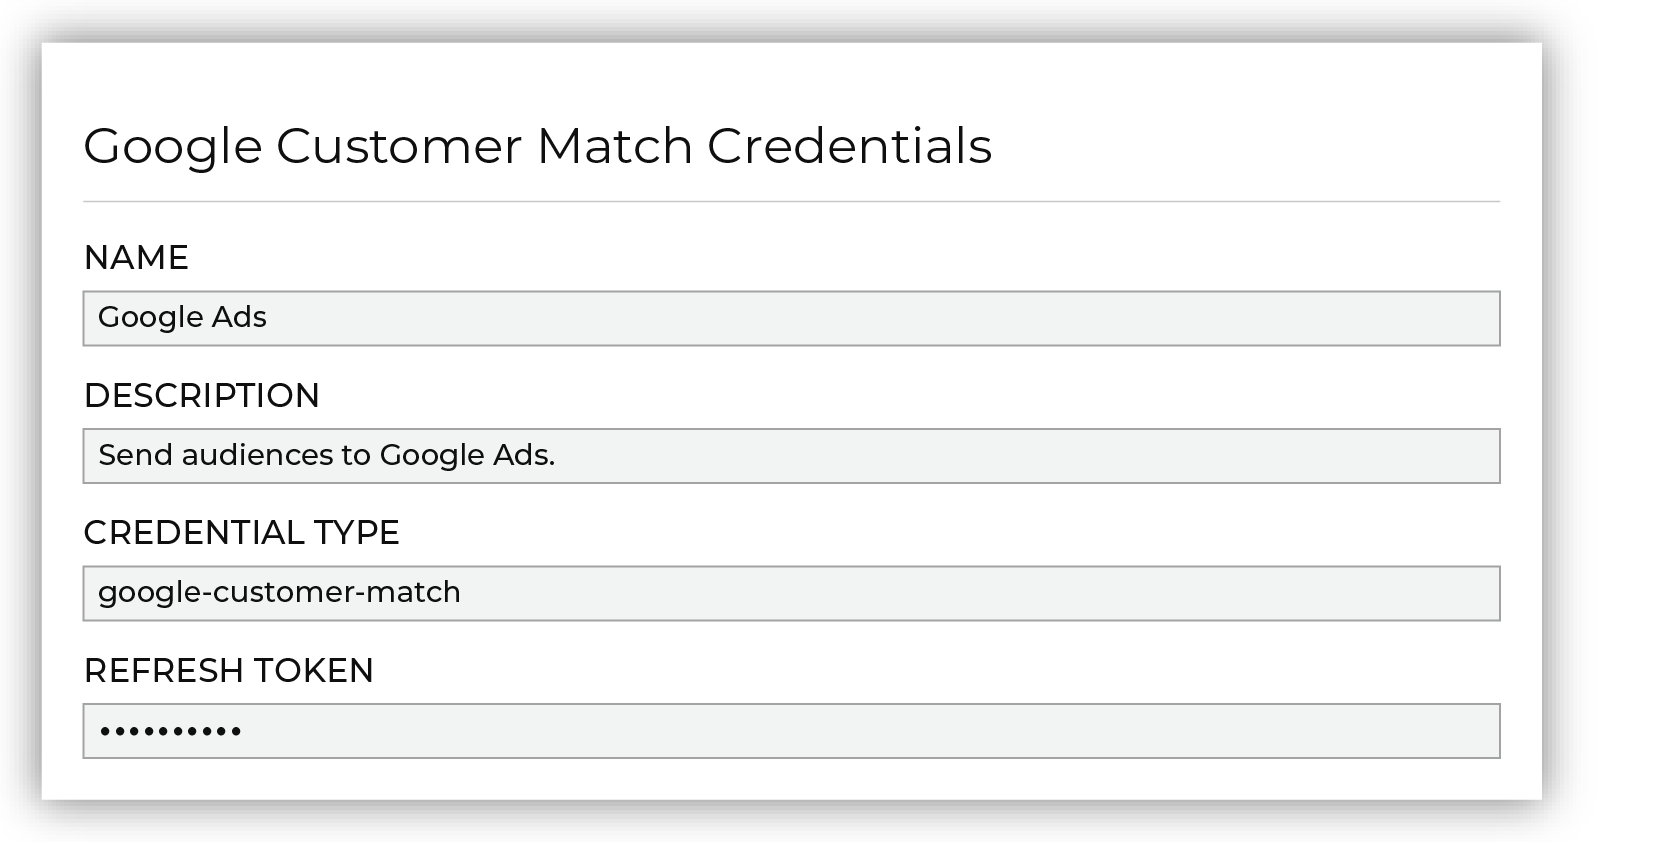 Google Customer Match Credentials
NAME
Google Ads
DESCRIPTION
Send audiences to Google Ads.
CREDENTIAL TYPE
google-customer-match
REFRESH TOKEN
••••••••••